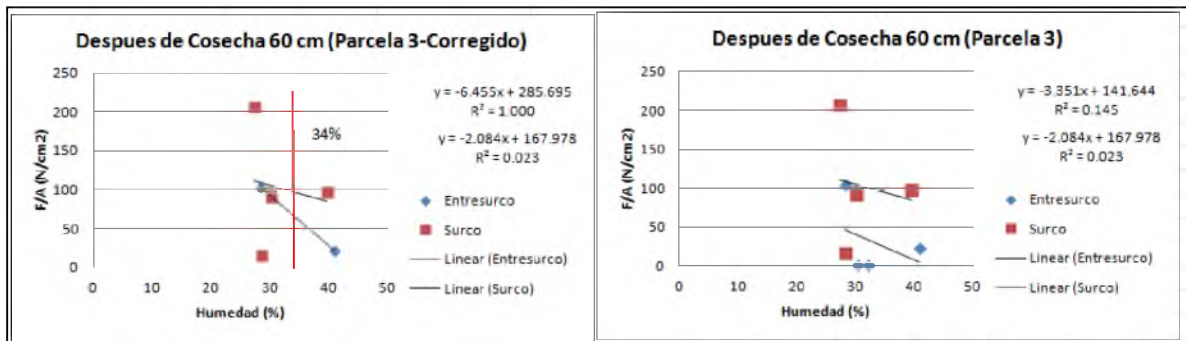 Despues de Cosecha 60 cm (Parcela 3-Corregido)
250
200
150
100
50
0
F/A (N/cm2)
0 10 20 30 40 50
Humedad (%)
34%
y = -6.455x + 285.695
R² = 1.000
y = -2.084x + 167.978
R² = 0.023
Entresurco
Surco
Linear (Entresurco)
Linear (Surco)
Despues de Cosecha 60 cm (Parcela 3)
250
200
150
100
50
0
F/A (N/cm2)
0 10 20 30 40 50
Humedad (%)
y = -3.351x + 141.644
R² = 0.145
y = -2.084x + 167.978
R² = 0.023
Entresurco
Surco
Linear (Entresurco)
Linear (Surco)